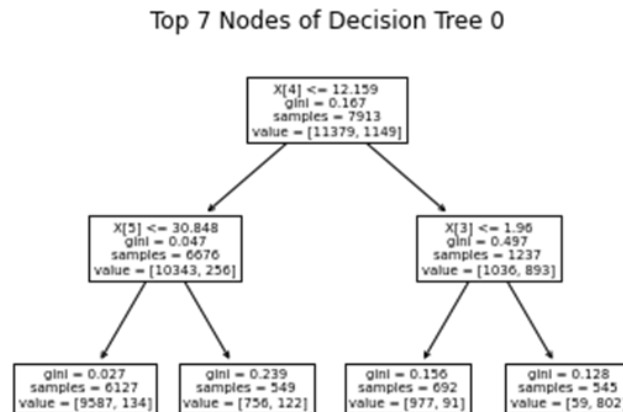 Top 7 Nodes of Decision Tree 0
X[4] <= 12.159
gini = 0.167
samples = 7913
value = [11379, 1149]
X[5] <= 30.848
gini = 0.047
samples = 6676
value = [10343, 256]
X[3] <= 1.96
gini = 0.497
samples = 1237
value = [1036, 893]
gini = 0.027
samples = 6127
value = [9587, 134]
gini = 0.239
samples = 549
value = [756, 122]
gini = 0.156
samples = 692
value = [977, 91]
gini = 0.128
samples = 545
value = [59, 802